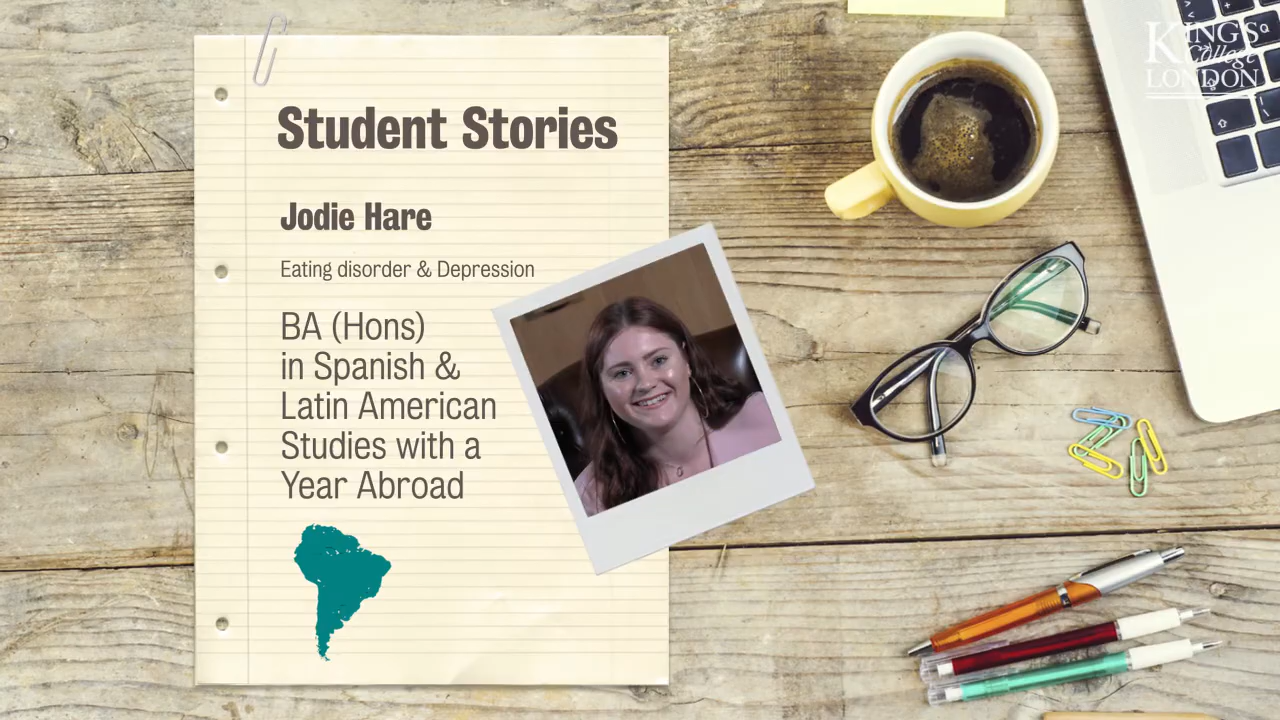 Student Stories
Jodie Hare
Eating disorder & Depression
BA (Hons)
in Spanish &
Latin American
Studies with a
Year Abroad
KING'S
College
LONDON